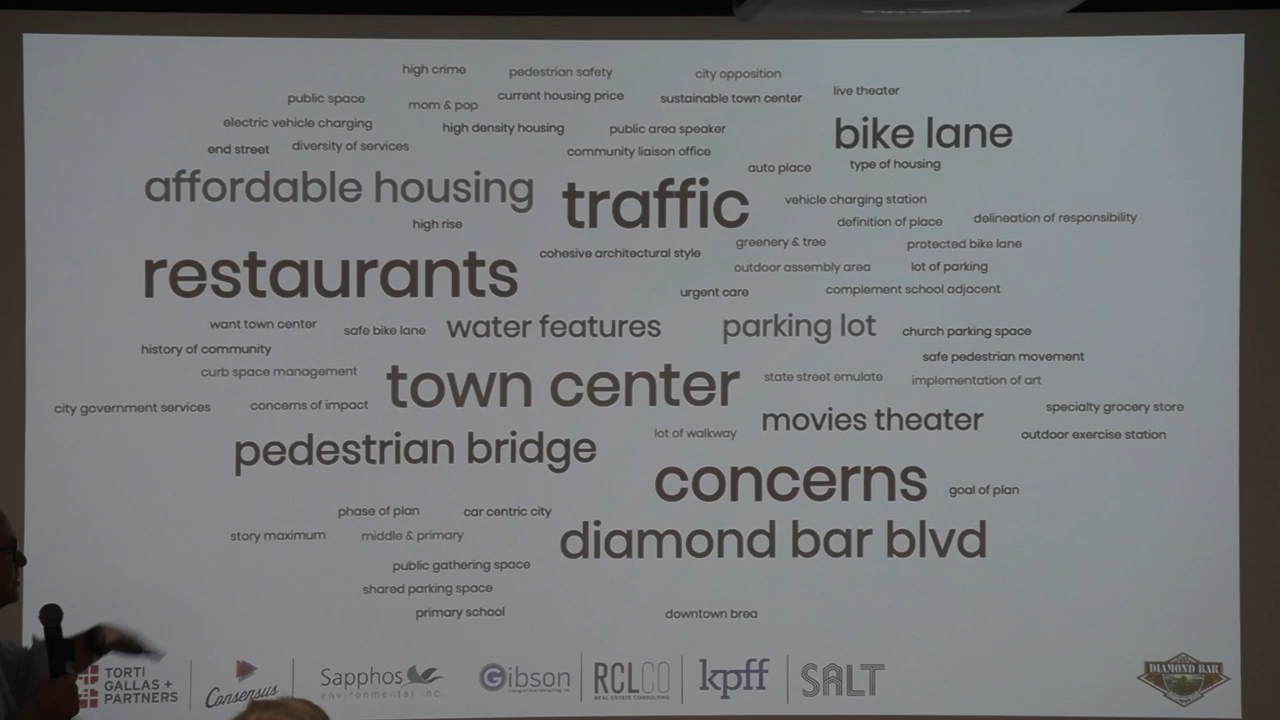 high crime
pedestrian safety
city opposition
live theater
public space
mom & pop
current housing price
sustainable town center
electric vehicle charging
high density housing
public area speaker
bike lane
end street
diversity of services
community liaison office
auto place
type of housing
affordable housing
traffic
vehicle charging station
high rise
definition of place
delineation of responsibility
cohesive architectural style
greenery & tree
protected bike lane
restaurants
outdoor assembly area
lot of parking
urgent care
complement school adjacent
want town center
safe bike lane
water features
parking lot
church parking space
history of community
safe pedestrian movement
curb space management
town center
state street emulate
implementation of art
city government services
concerns of impact
movies theater
specialty grocery store
pedestrian bridge
lot of walkway
outdoor exercise station
concerns
goal of plan
phase of plan
car centric city
story maximum
middle & primary
diamond bar blvd
public gathering space
shared parking space
primary school
downtown brea
TORTI
GALLAS +
PARTNERS
Consensus
Sapphos
environmental inc.
Gibson
RCLCO
REAL ESTATE CONSULTING
kpff
SALT
DIAMOND BAR